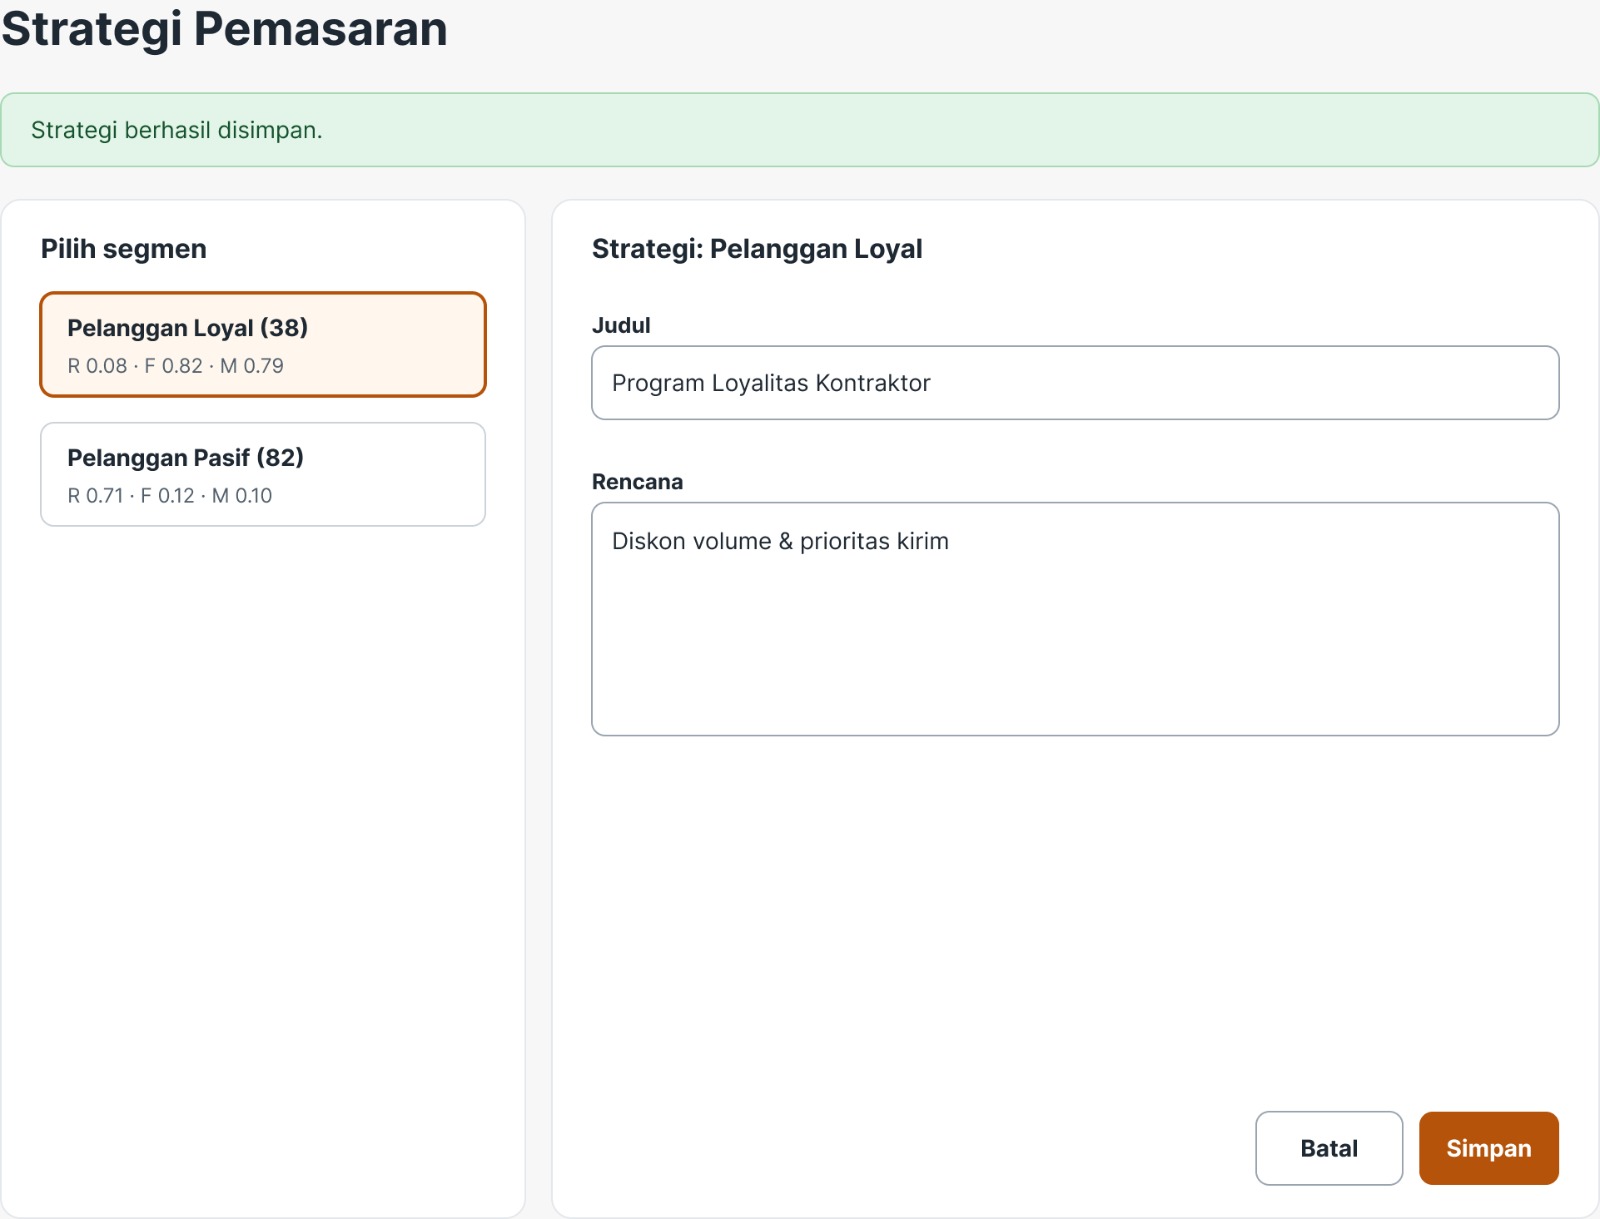 Strategi Pemasaran
Strategi berhasil disimpan.
Pilih segmen
Pelanggan Loyal (38)
R 0.08 · F 0.82 · M 0.79
Pelanggan Pasif (82)
R 0.71 · F 0.12 · M 0.10
Strategi: Pelanggan Loyal
Judul
Program Loyalitas Kontraktor
Rencana
Diskon volume & prioritas kirim
Batal
Simpan